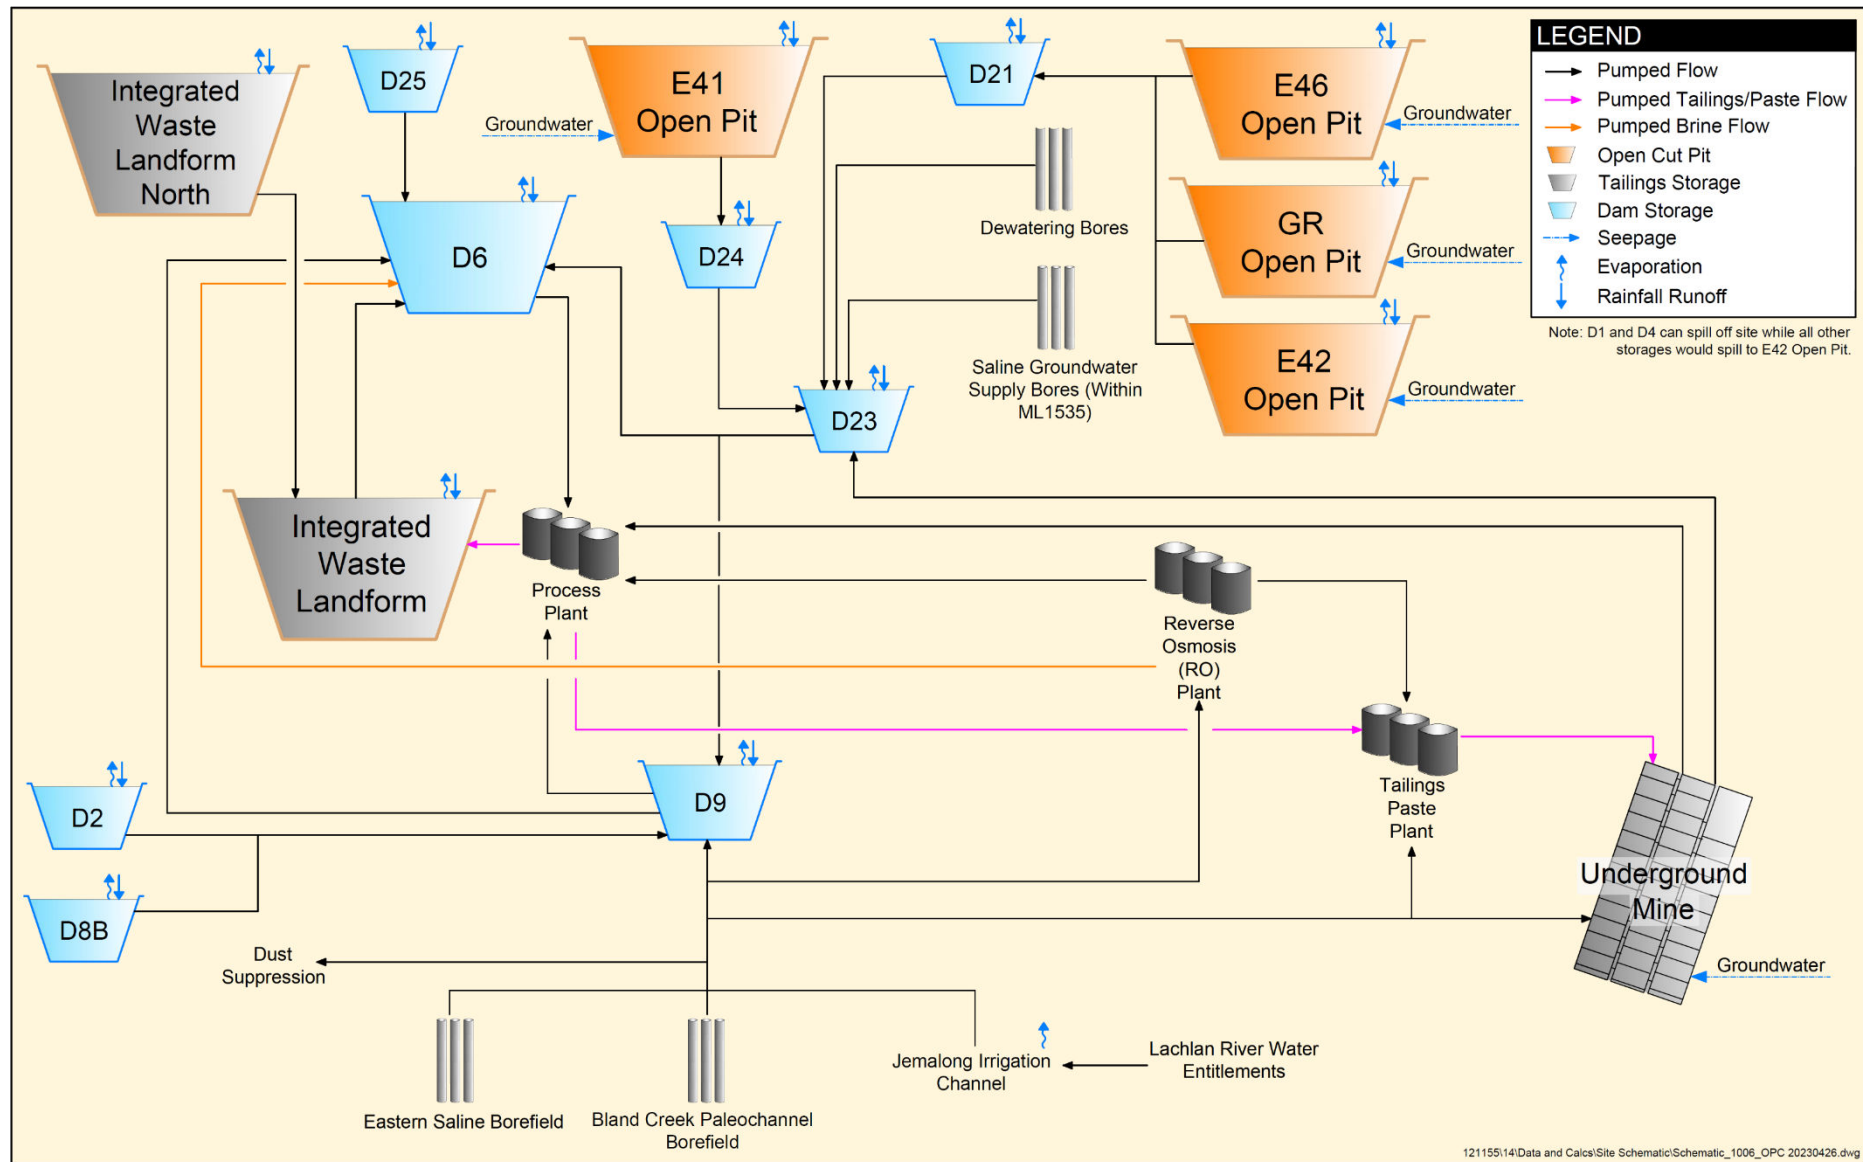 Integrated
Waste
Landform
North
D25
E41
Open Pit
Groundwater
D21
E46
Open Pit
Groundwater
LEGEND
Pumped Flow
Pumped Tailings/Paste Flow
Pumped Brine Flow
Open Cut Pit
Tailings Storage
Dam Storage
Seepage
Evaporation
Rainfall Runoff
Note: D1 and D4 can spill off site while all other
storages would spill to E42 Open Pit.
D6
D24
Dewatering Bores
GR
Open Pit
Groundwater
Saline Groundwater
Supply Bores (Within
ML1535)
E42
Open Pit
Groundwater
D23
Integrated
Waste
Landform
Process
Plant
Reverse
Osmosis
(RO)
Plant
Tailings
Paste
Plant
D9
D2
D8B
Underground
Mine
Groundwater
Dust
Suppression
Eastern Saline Borefield
Bland Creek Paleochannel
Borefield
Jemalong Irrigation
Channel
Lachlan River Water
Entitlements
121155\14\Data and Calcs\Site Schematic\Schematic_1006_OPC 20230426.dwg